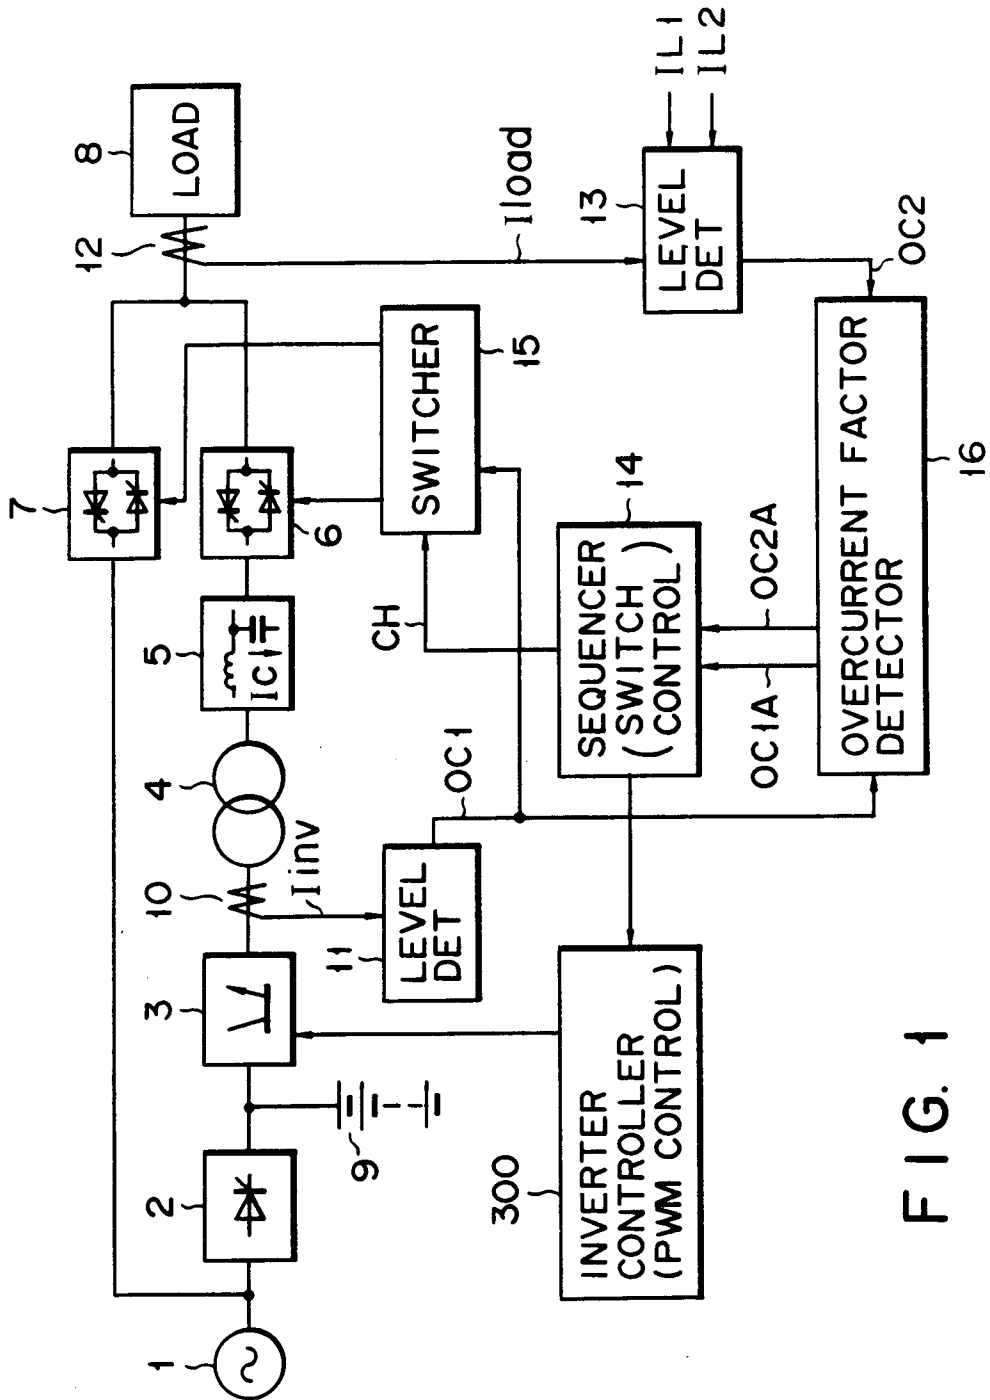 7
8
LOAD
12
1
2
3
10
4
5
IC
6
9
Iinv
11
LEVEL
DET
OC1
CH
SWITCHER
15
Iload
13
LEVEL
DET
IL1
IL2
OC2
300
INVERTER
CONTROLLER
(PWM CONTROL)
14
SEQUENCER
(SWITCH
CONTROL)
OC1A
OC2A
OVERCURRENT FACTOR
DETECTOR
16
FIG. 1